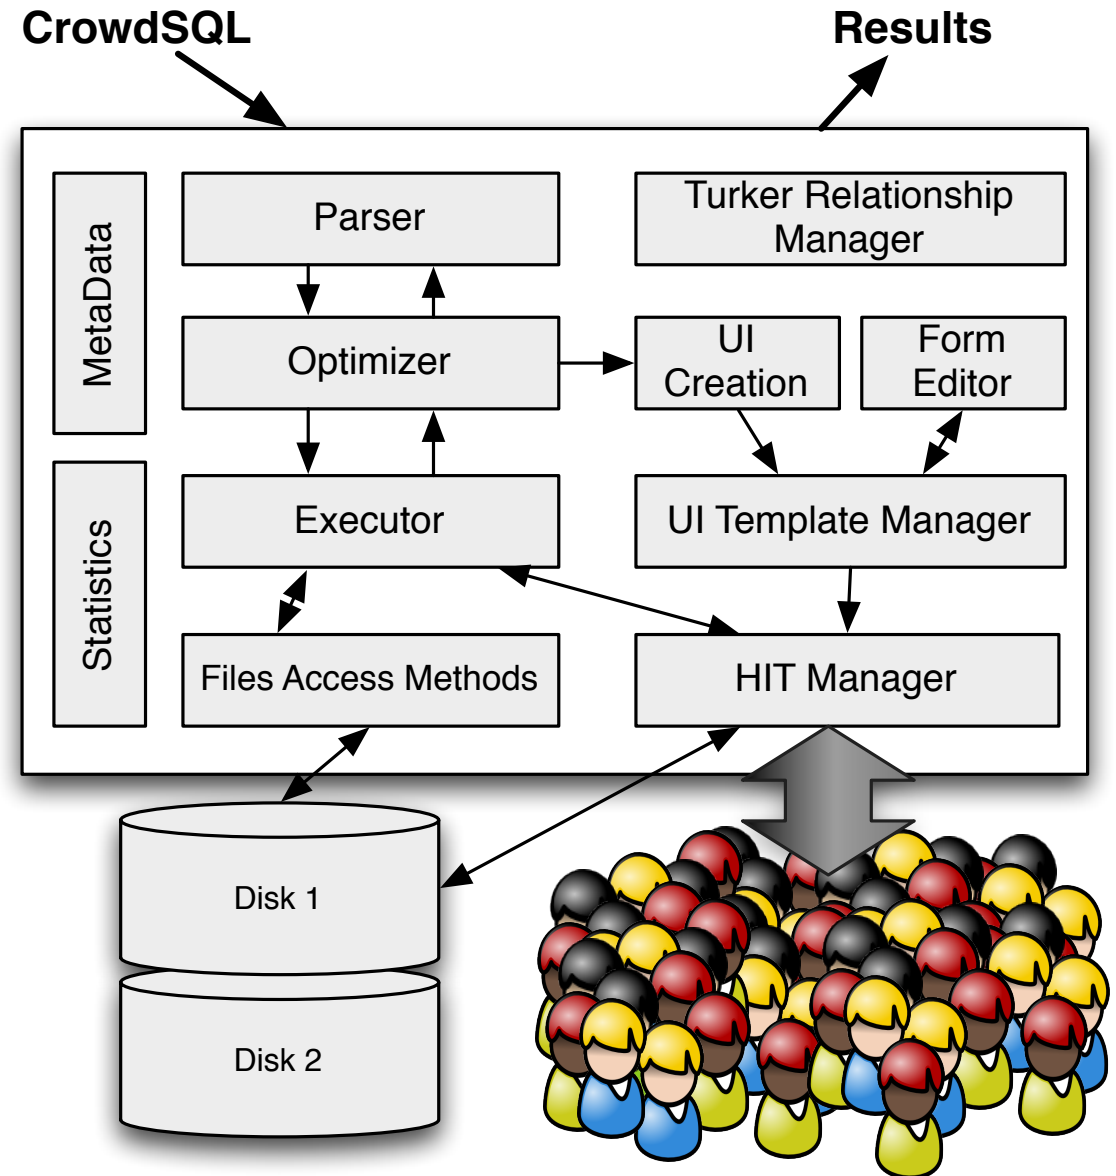 CrowdSQL
Results
MetaData
Parser
Turker Relationship
Manager
Optimizer
UI
Creation
Form
Editor
Statistics
Executor
UI Template Manager
Files Access Methods
HIT Manager
Disk 1
Disk 2